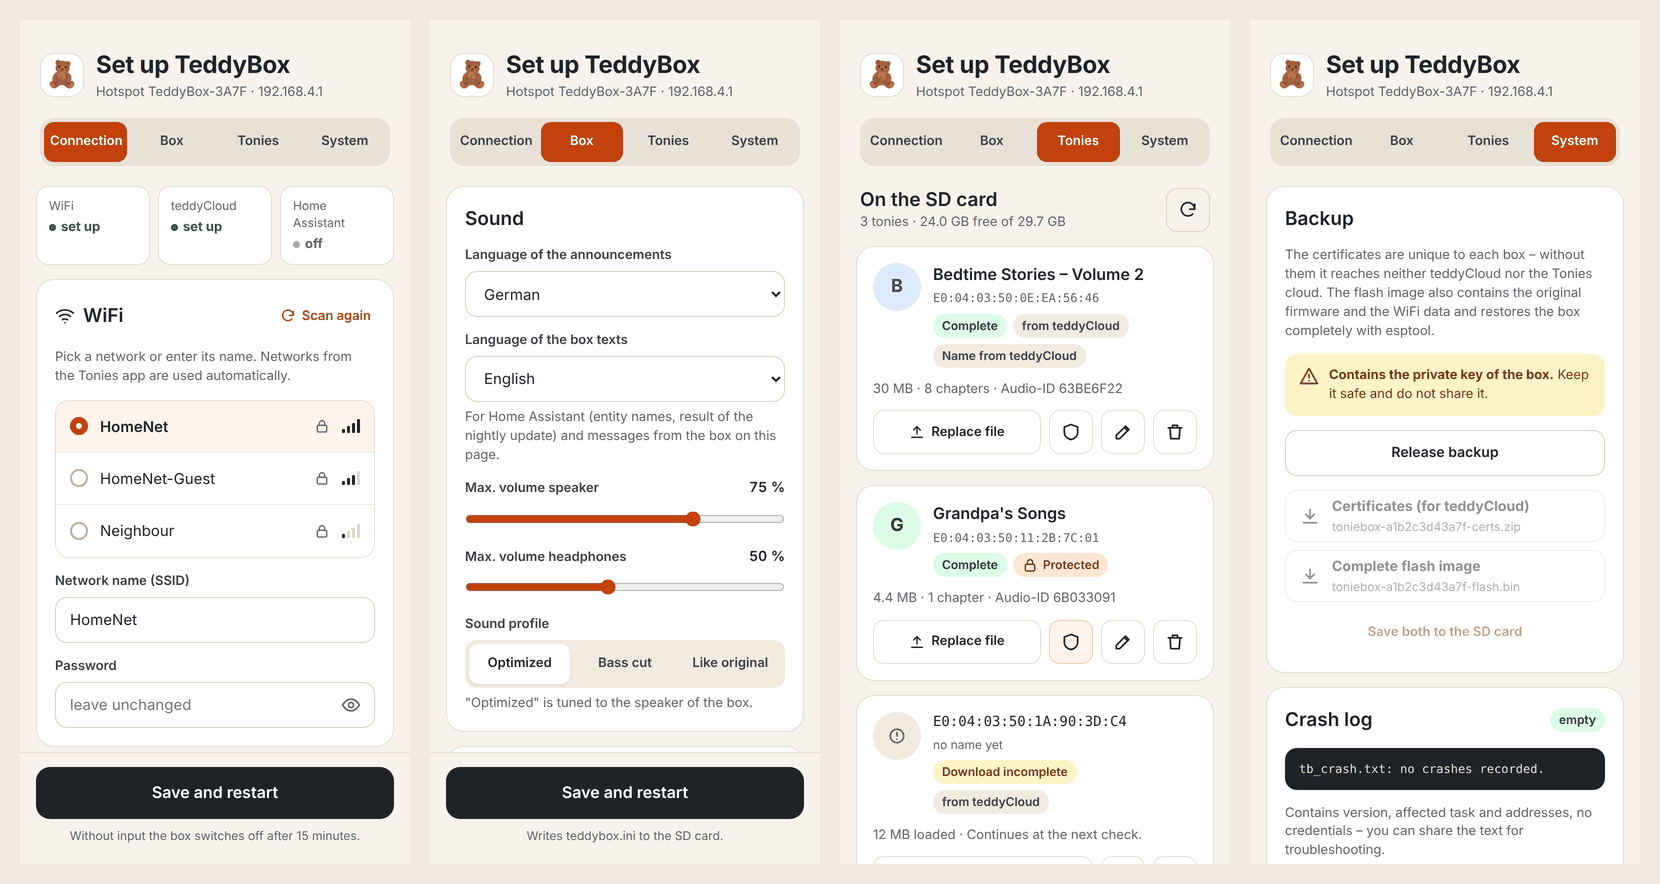 Set up TeddyBox
Hotspot TeddyBox-3A7F · 192.168.4.1
Connection
Box
Tonies
System
WiFi
set up
teddyCloud
set up
Home
Assistant
off
WiFi
Scan again
Pick a network or enter its name. Networks from
the Tonies app are used automatically.
HomeNet
HomeNet-Guest
Neighbour
Network name (SSID)
HomeNet
Password
leave unchanged
Save and restart
Without input the box switches off after 15 minutes.
Set up TeddyBox
Hotspot TeddyBox-3A7F · 192.168.4.1
Connection
Box
Tonies
System
Sound
Language of the announcements
German
Language of the box texts
English
For Home Assistant (entity names, result of the
nightly update) and messages from the box on this
page.
Max. volume speaker
75 %
Max. volume headphones
50 %
Sound profile
Optimized
Bass cut
Like original
"Optimized" is tuned to the speaker of the box.
Save and restart
Writes teddybox.ini to the SD card.
Set up TeddyBox
Hotspot TeddyBox-3A7F · 192.168.4.1
Connection
Box
Tonies
System
On the SD card
3 tonies · 24.0 GB free of 29.7 GB
B
Bedtime Stories – Volume 2
E0:04:03:50:0E:EA:56:46
Complete
from teddyCloud
Name from teddyCloud
30 MB · 8 chapters · Audio-ID 63BE6F22
Replace file
G
Grandpa's Songs
E0:04:03:50:11:2B:7C:01
Complete
Protected
4.4 MB · 1 chapter · Audio-ID 6B033091
Replace file
E0:04:03:50:1A:90:3D:C4
no name yet
Download incomplete
from teddyCloud
12 MB loaded · Continues at the next check.
Set up TeddyBox
Hotspot TeddyBox-3A7F · 192.168.4.1
Connection
Box
Tonies
System
Backup
The certificates are unique to each box – without
them it reaches neither teddyCloud nor the Tonies
cloud. The flash image also contains the original
firmware and the WiFi data and restores the box
completely with esptool.
Contains the private key of the box. Keep
it safe and do not share it.
Release backup
Certificates (for teddyCloud)
toniebox-a1b2c3d43a7f-certs.zip
Complete flash image
toniebox-a1b2c3d43a7f-flash.bin
Save both to the SD card
Crash log
empty
tb_crash.txt: no crashes recorded.
Contains version, affected task and addresses, no
credentials – you can share the text for
troubleshooting.